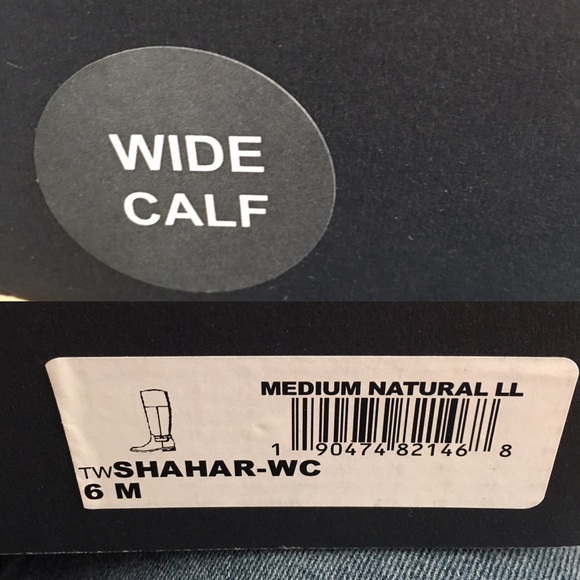 WIDE
CALF
MEDIUM NATURAL LL
1 90474 82146 8
TWSHAHAR-WC
6 M